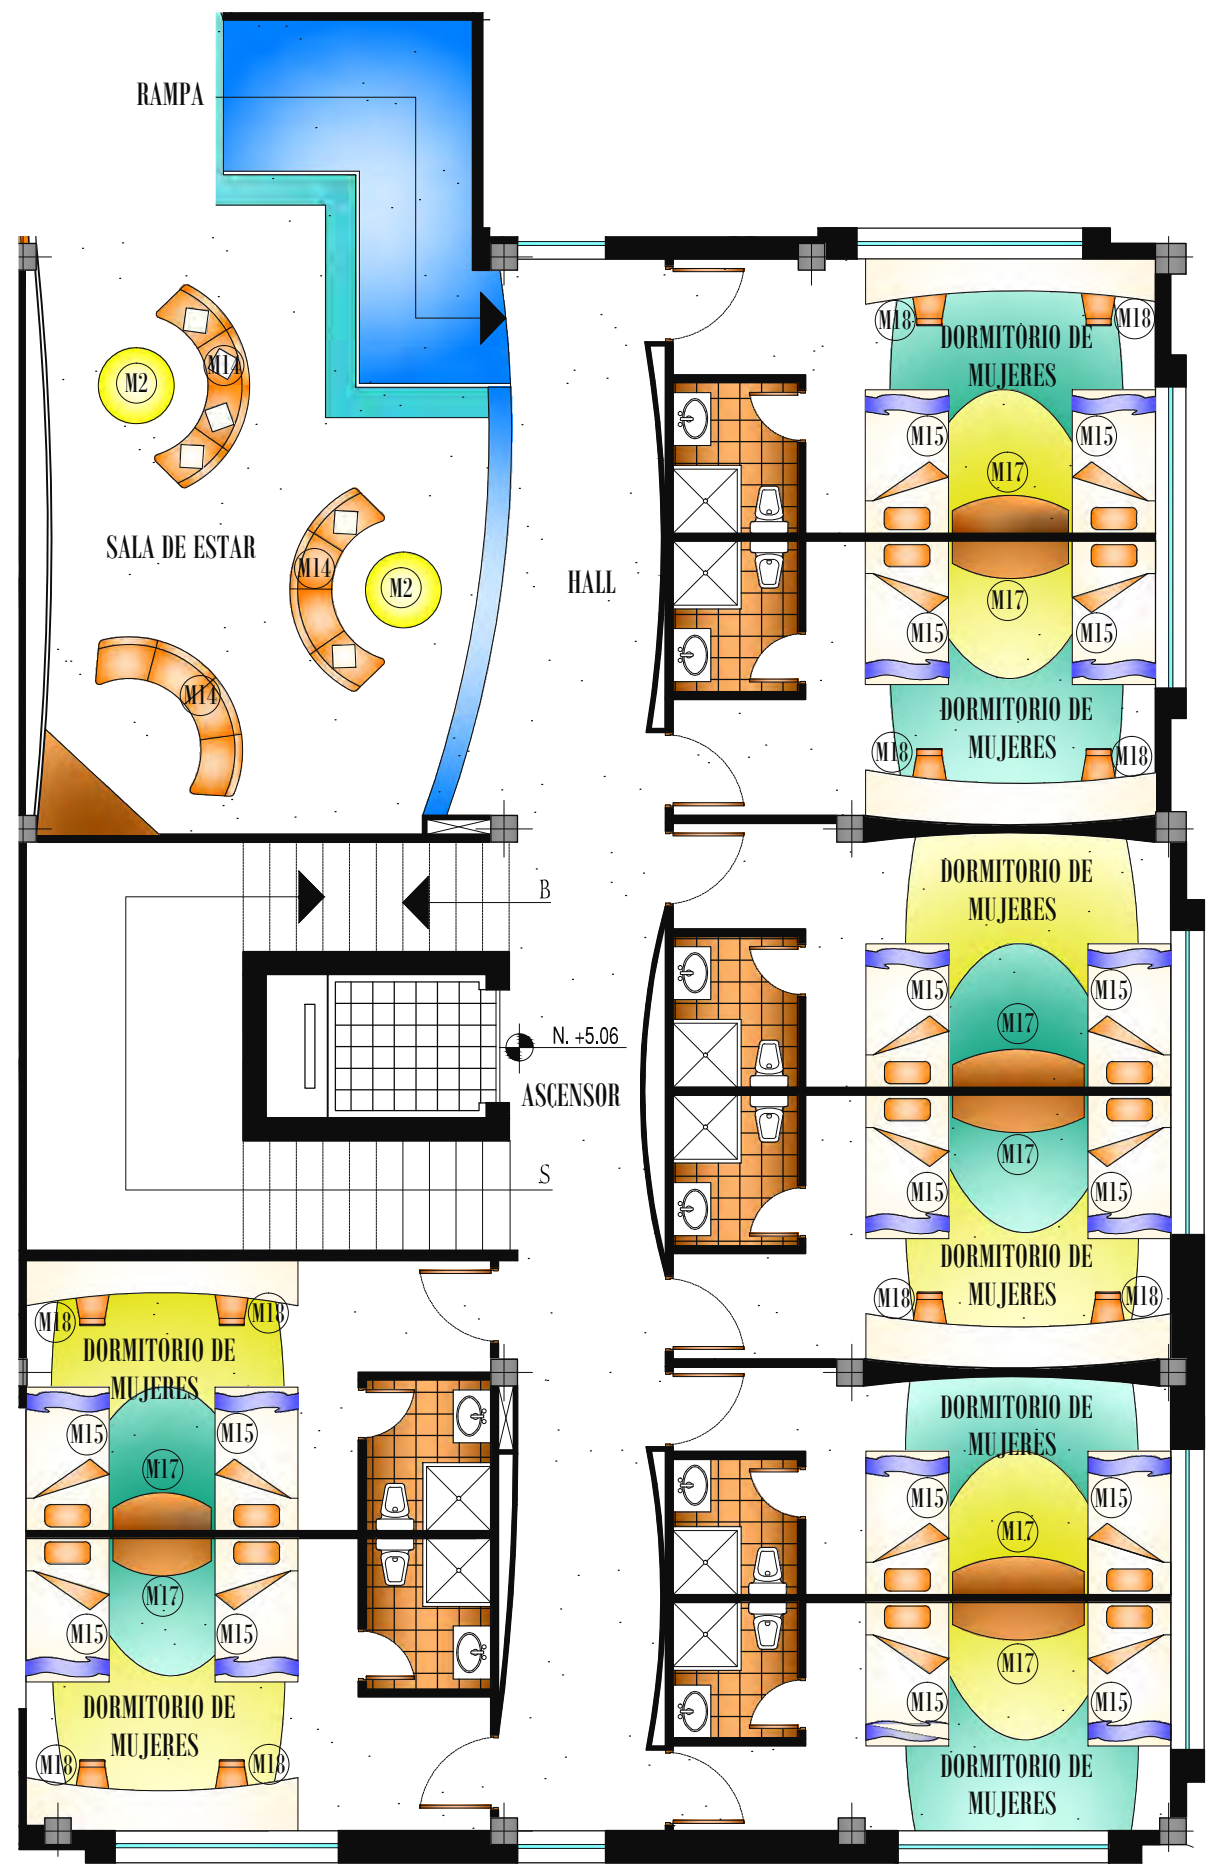 RAMPA
M18
M18
DORMITORIO DE
MUJERES
M14
M2
M15
M15
M17
SALA DE ESTAR
M14
M2
HALL
M17
M15
M15
M14
DORMITORIO DE
MUJERES
M18
M18
DORMITORIO DE
MUJERES
B
M15
M15
M17
N. +5.06
ASCENSOR
M17
S
M15
M15
DORMITORIO DE
MUJERES
M18
M18
M18
M18
DORMITORIO DE
MUJERES
DORMITORIO DE
MUJERES
M15
M15
M17
M15
M15
M17
M17
M15
M15
M17
M15
M15
DORMITORIO DE
MUJERES
M18
M18
DORMITORIO DE
MUJERES